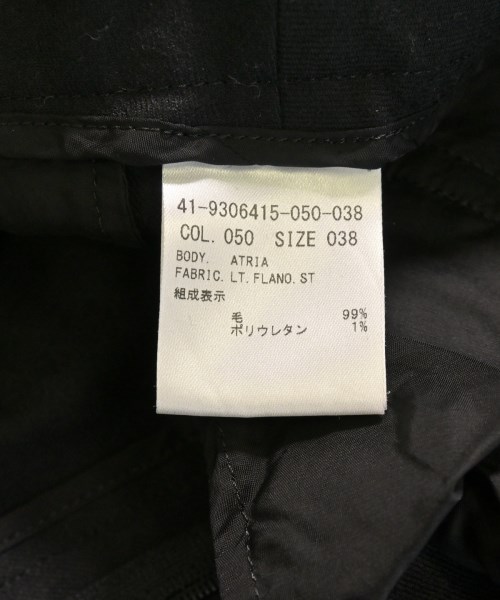 41-9306415-050-038
COL. 050 SIZE 038
BODY. ATRIA
FABRIC. LT. FLANO. ST
組成表示
毛 99%
ポリウレタン 1%